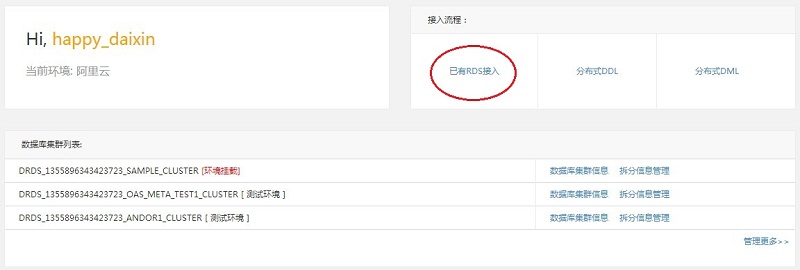 Hi, happy_daixin
当前环境: 阿里云
接入流程：
已有RDS接入 分布式DDL 分布式DML
数据库集群列表:
DRDS_1355896343423723_SAMPLE_CLUSTER [环境挂载] 数据库集群信息 拆分信息管理
DRDS_1355896343423723_OAS_META_TEST1_CLUSTER [ 测试环境 ] 数据库集群信息 拆分信息管理
DRDS_1355896343423723_ANDOR1_CLUSTER [ 测试环境 ] 数据库集群信息 拆分信息管理
管理更多>>